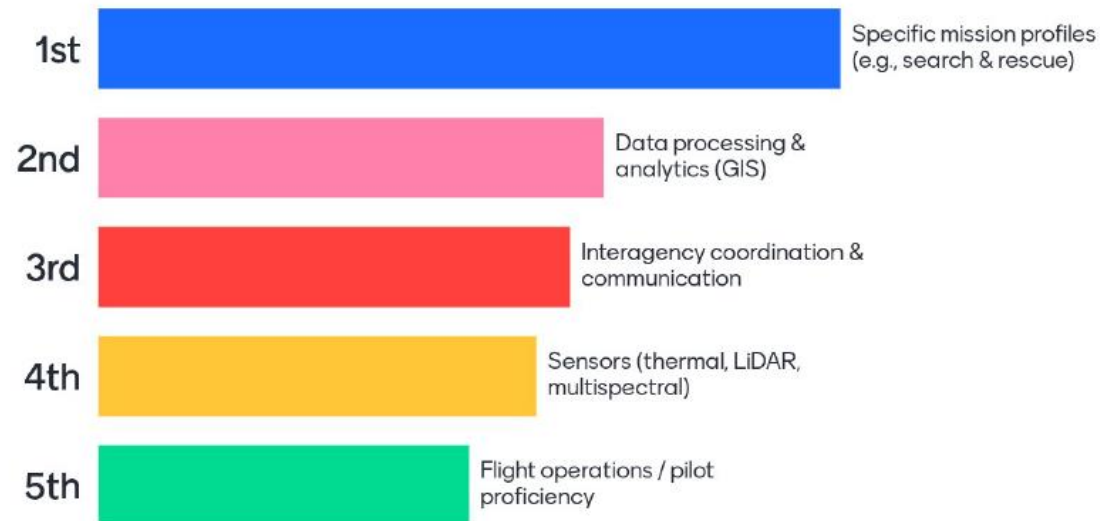 1st
Specific mission profiles
(e.g., search & rescue)
2nd
Data processing &
analytics (GIS)
3rd
Interagency coordination &
communication
4th
Sensors (thermal, LiDAR,
multispectral)
5th
Flight operations / pilot
proficiency